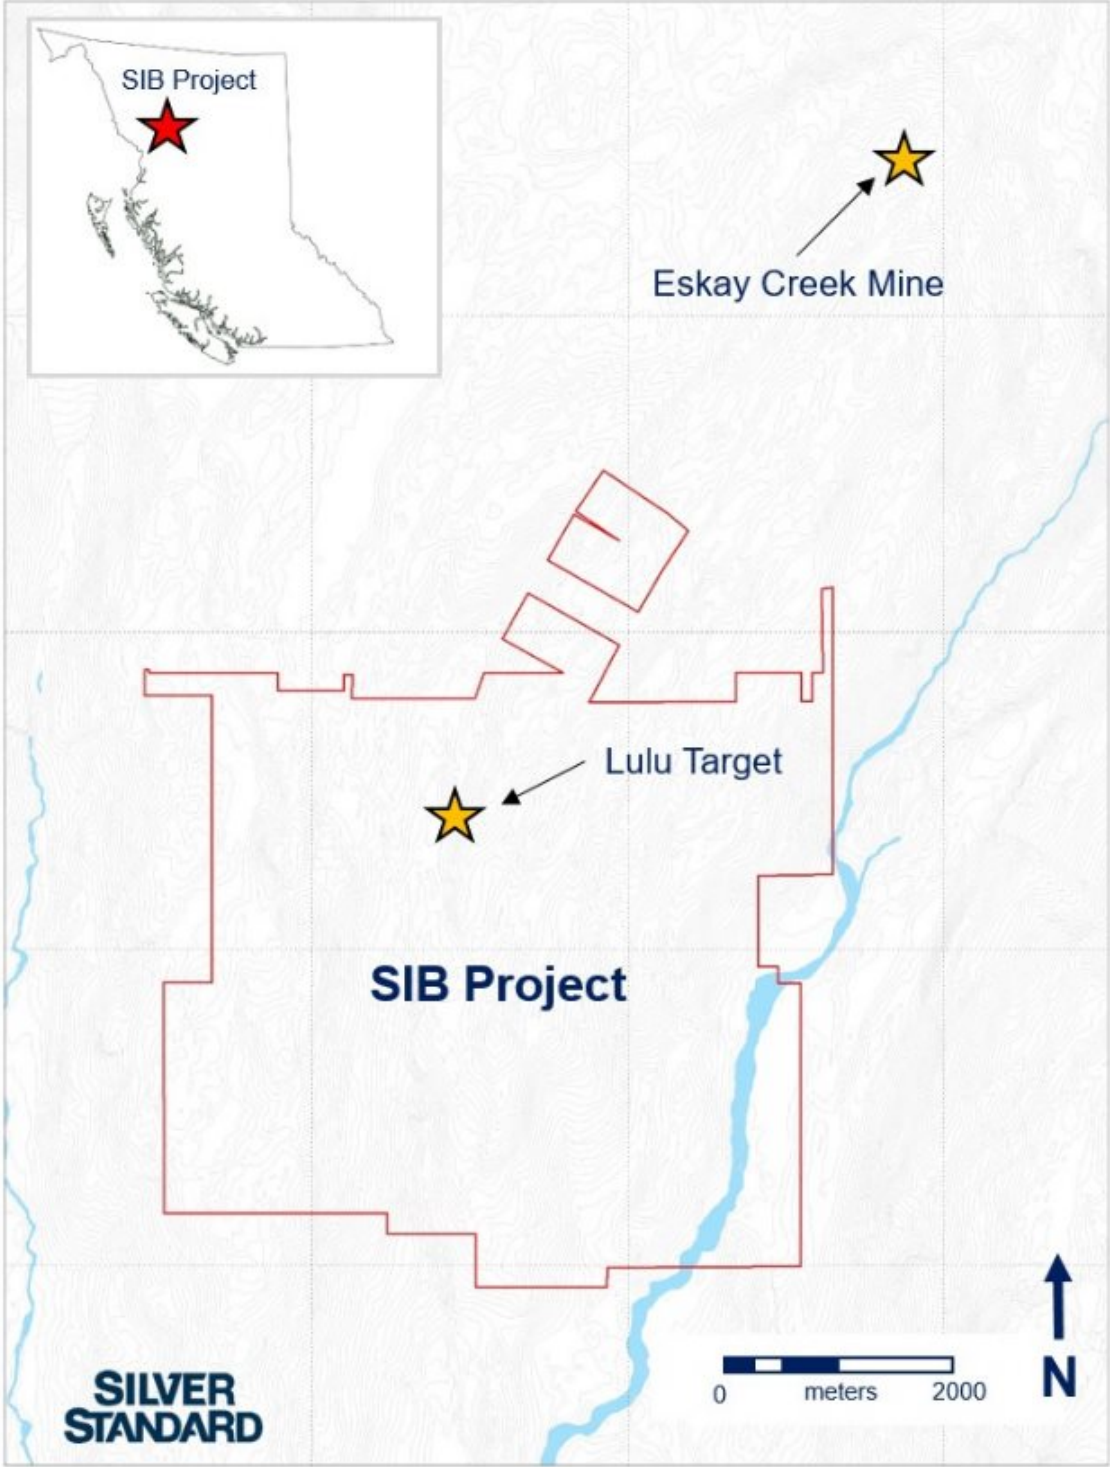 SIB Project
Eskay Creek Mine
Lulu Target
SIB Project
0 meters 2000
N
SILVER
STANDARD